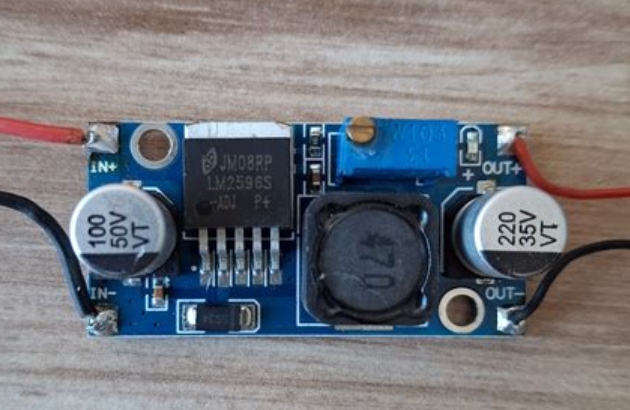 IN+
JM08RP
LM2596S
-ADJ P+
W103
OUT+
+
100
50V
VT
470
220
35V
VT
IN-
OUT-